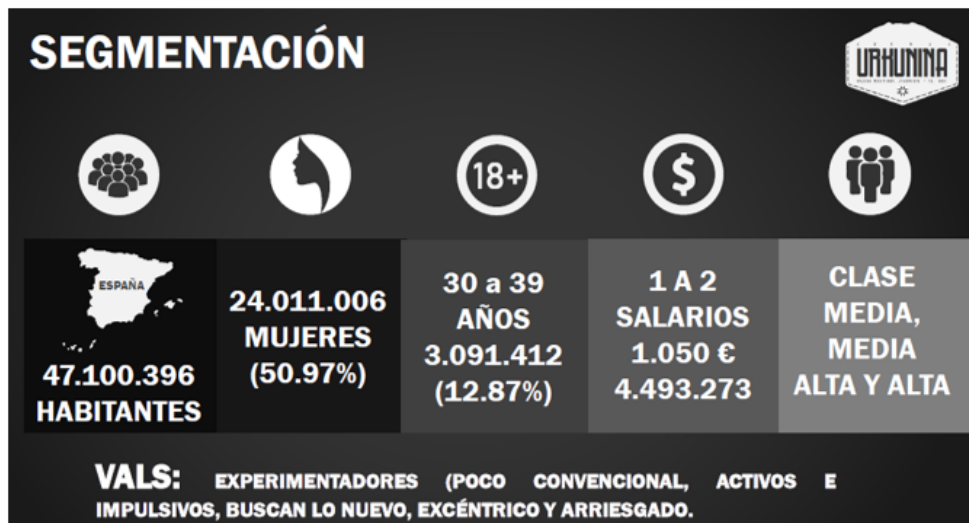 SEGMENTACIÓN
URKUNINA
18+
$
ESPAÑA
47.100.396
HABITANTES
24.011.006
MUJERES
(50.97%)
30 a 39
AÑOS
3.091.412
(12.87%)
1 A 2
SALARIOS
1.050 €
4.493.273
CLASE
MEDIA,
MEDIA
ALTA Y ALTA
VALS: EXPERIMENTADORES (POCO CONVENCIONAL, ACTIVOS E
IMPULSIVOS, BUSCAN LO NUEVO, EXCÉNTRICO Y ARRIESGADO.